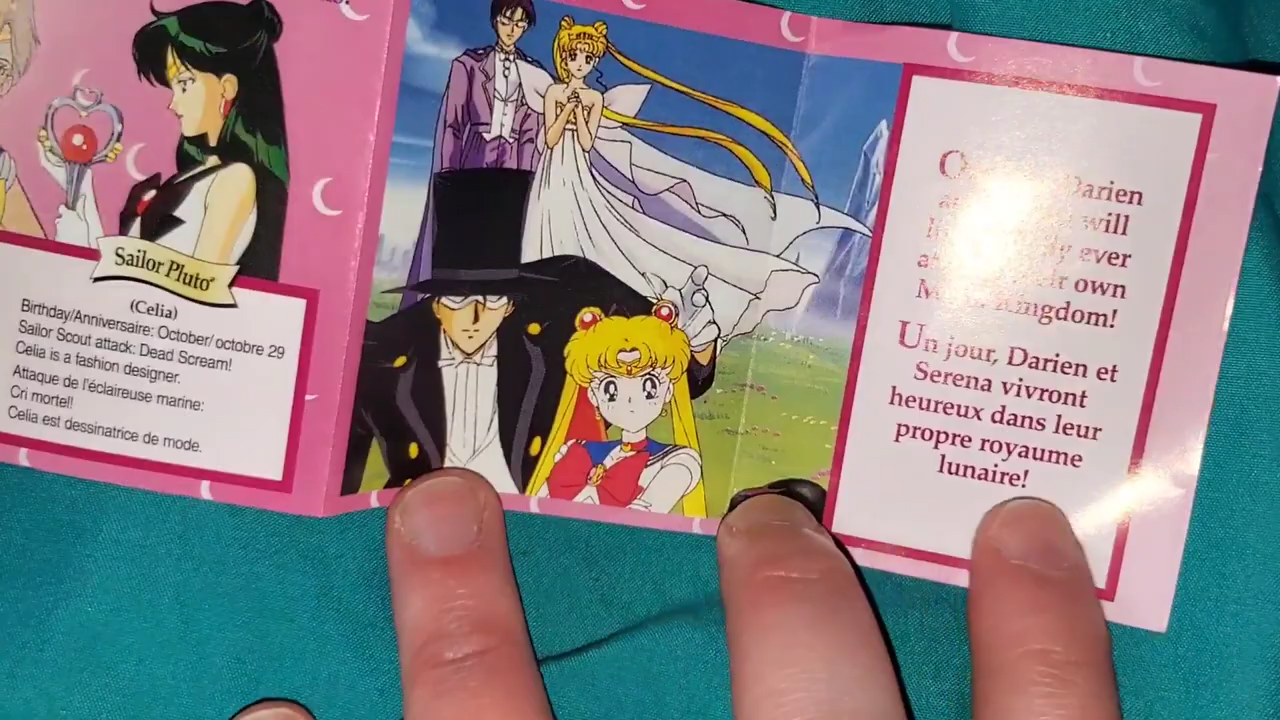 Sailor Pluto
(Celia)
Birthday/Anniversaire: October/ octobre 29
Sailor Scout attack: Dead Scream!
Celia is a fashion designer.
Attaque de l'éclaireuse marine:
Cri mortel!
Celia est dessinatrice de mode.
Darien
will
ever
own
Kingdom!
Un jour, Darien et
Serena vivront
heureux dans leur
propre royaume
lunaire!